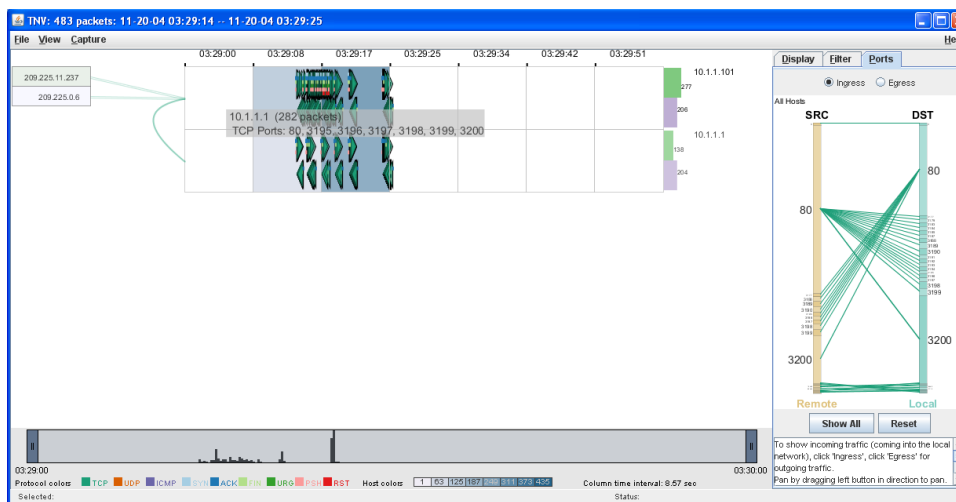 TNV: 483 packets: 11-20-04 03:29:14 -- 11-20-04 03:29:25
File View Capture He
03:29:00 03:29:08 03:29:17 03:29:25 03:29:34 03:29:42 03:29:51
209.225.11.237
209.225.0.6
10.1.1.101
277
206
10.1.1.1 (282 packets)
TCP Ports: 80, 3195, 3196, 3197, 3198, 3199, 3200
10.1.1.1
138
264
Display Filter Ports
Ingress Egress
All Hosts
SRC DST
80
80
3190
3198
3199
3200
3200
Remote Local
Show All Reset
To show incoming traffic (coming into the local
network), click 'Ingress', click 'Egress' for
outgoing traffic.
Pan by dragging left button in direction to pan.
03:29:00 03:30:00
Protocol colors TCP UDP ICMP SYN ACK FIN URG PSH RST Host colors 1 63 125 187 249 311 373 435 Column time interval: 8.57 sec
Selected: Status: